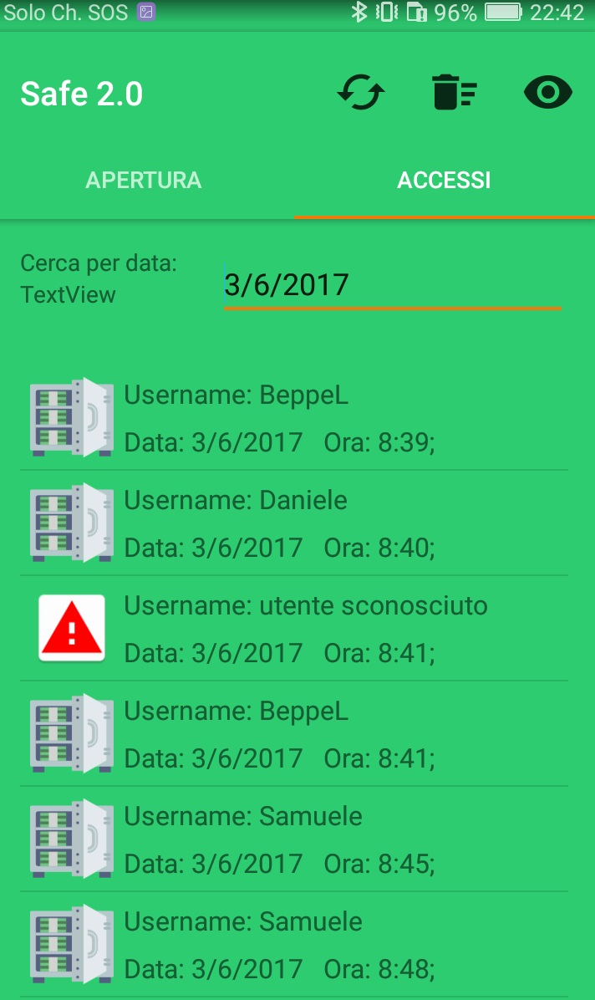 Solo Ch. SOS 96% 22:42
Safe 2.0
APERTURA ACCESSI
Cerca per data:
TextView
3/6/2017
Username: BeppeL
Data: 3/6/2017 Ora: 8:39;
Username: Daniele
Data: 3/6/2017 Ora: 8:40;
Username: utente sconosciuto
Data: 3/6/2017 Ora: 8:41;
Username: BeppeL
Data: 3/6/2017 Ora: 8:41;
Username: Samuele
Data: 3/6/2017 Ora: 8:45;
Username: Samuele
Data: 3/6/2017 Ora: 8:48;